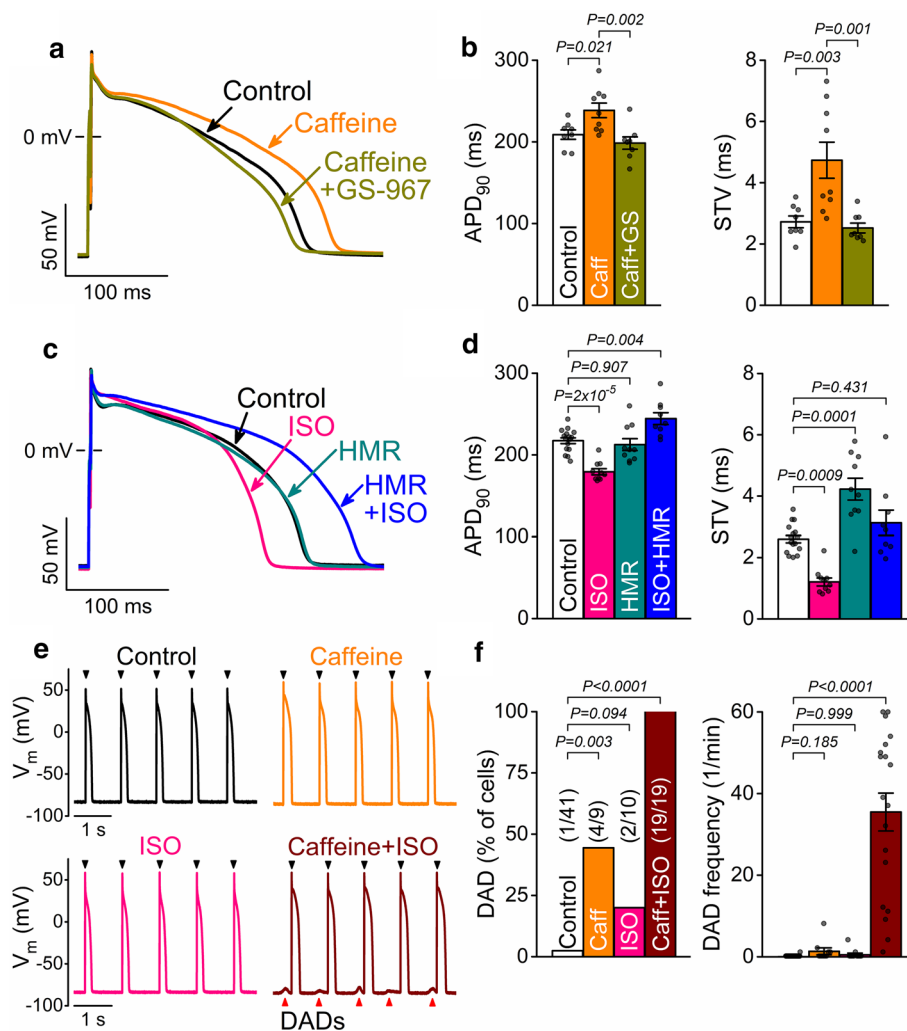 a
Control
Caffeine
Caffeine
+GS-967
0 mV
50 mV
100 ms
b
P=0.002
P=0.021
300
200
100
0
APD90 (ms)
Control
Caff
Caff+GS
P=0.001
P=0.003
8
6
4
2
0
STV (ms)
c
Control
ISO
HMR
HMR
+ISO
0 mV
50 mV
100 ms
d
P=0.004
P=0.907
P=2x10-5
300
200
100
0
APD90 (ms)
Control
ISO
HMR
ISO+HMR
P=0.431
P=0.0001
P=0.0009
8
6
4
2
0
STV (ms)
e
Control
Caffeine
50
0
-50
-100
Vm (mV)
1 s
ISO
Caffeine+ISO
50
0
-50
-100
Vm (mV)
1 s
DADs
f
P<0.0001
P=0.094
P=0.003
100
75
50
25
0
DAD (% of cells)
Control (1/41)
Caff (4/9)
ISO (2/10)
Caff+ISO (19/19)
P<0.0001
P=0.999
P=0.185
60
40
20
0
DAD frequency (1/min)